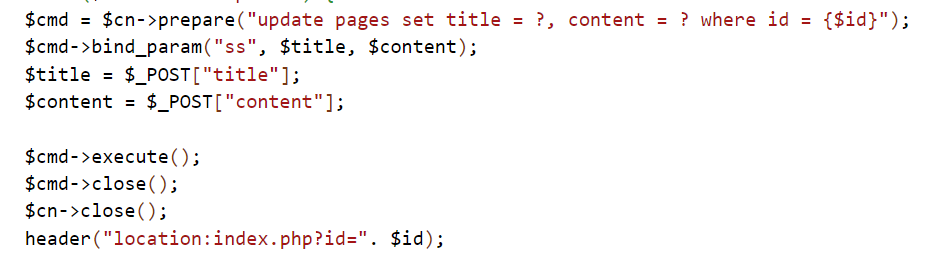 $cmd = $cn->prepare("update pages set title = ?, content = ? where id = {$id}");
$cmd->bind_param("ss", $title, $content);
$title = $_POST["title"];
$content = $_POST["content"];
$cmd->execute();
$cmd->close();
$cn->close();
header("location:index.php?id=". $id);